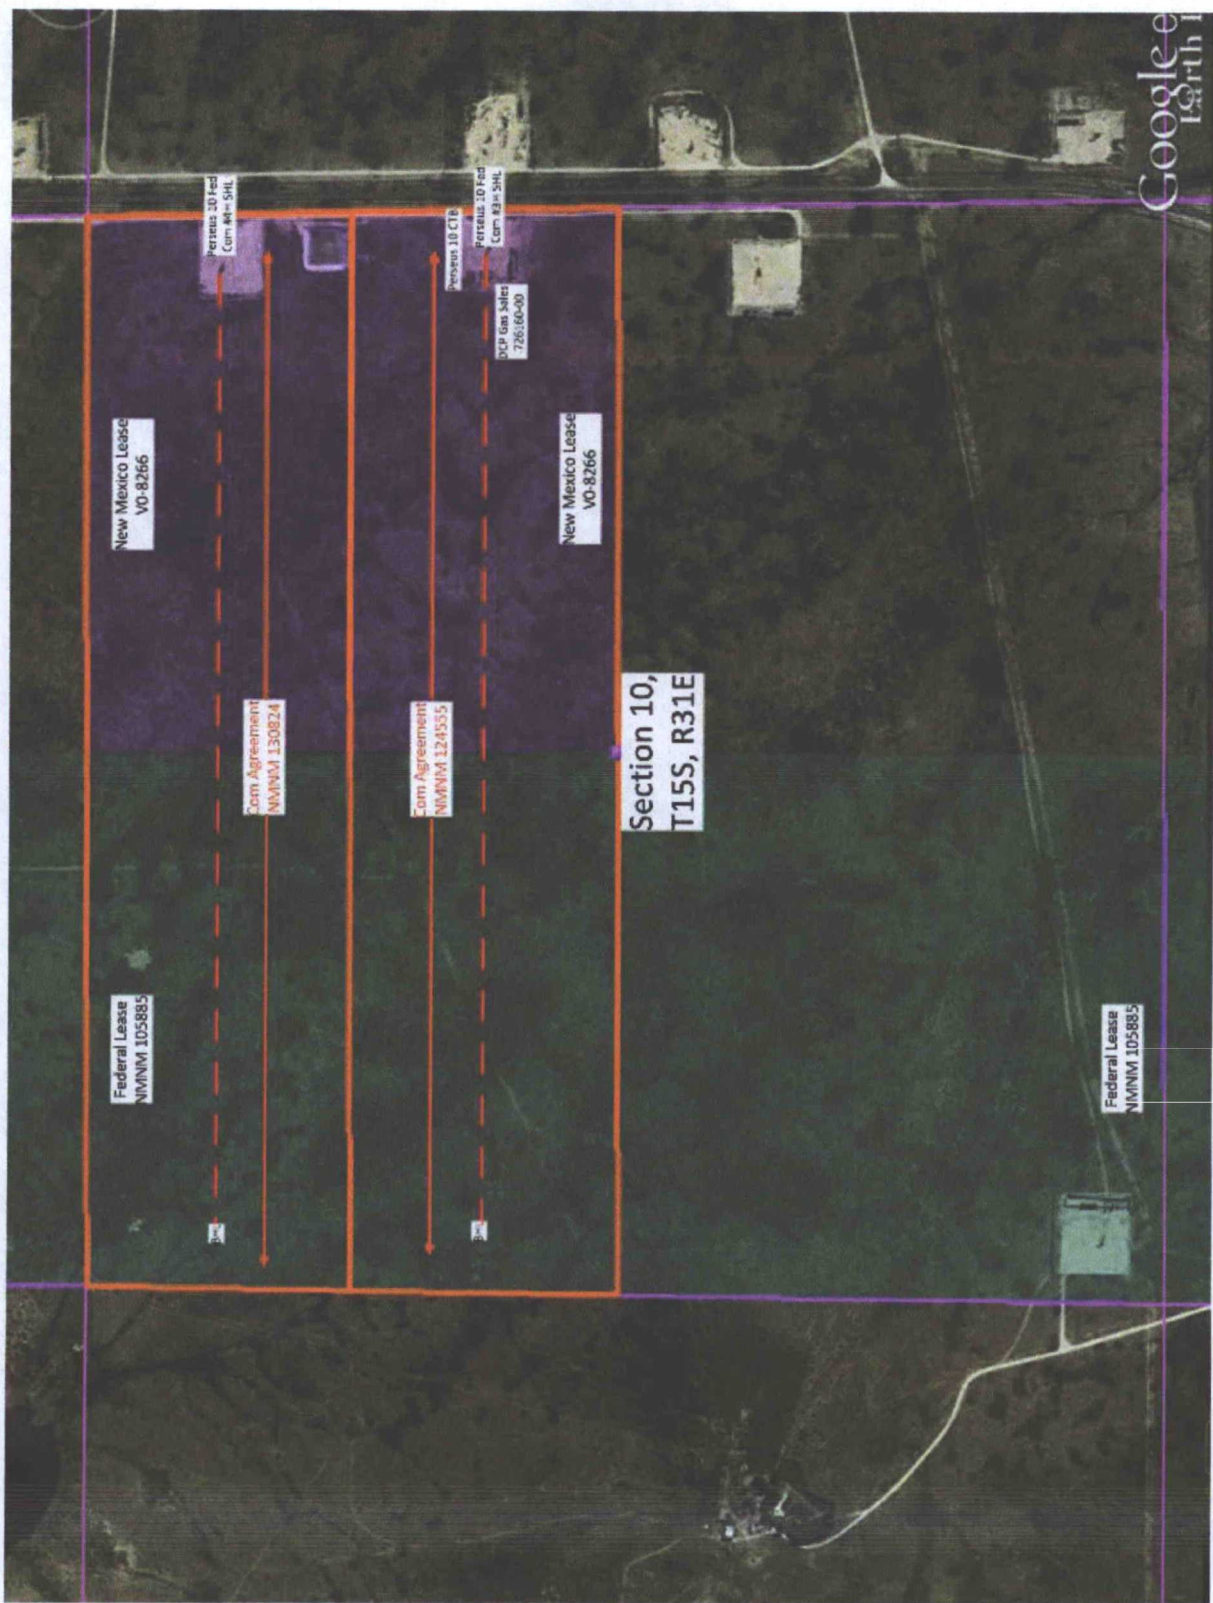 Federal Lease
NMNM 105885
New Mexico Lease
VO-8266
BHL
Perseus 10 Fed
Com #4H SHL
Com Agreement
NMNM 130824
Com Agreement
NMNM 124555
Perseus 10 CTB
BHL
Perseus 10 Fed
Com #3H SHL
DCP Gas Sales
726160-00
New Mexico Lease
VO-8266
Section 10,
T15S, R31E
Federal Lease
NMNM 105885
Google e